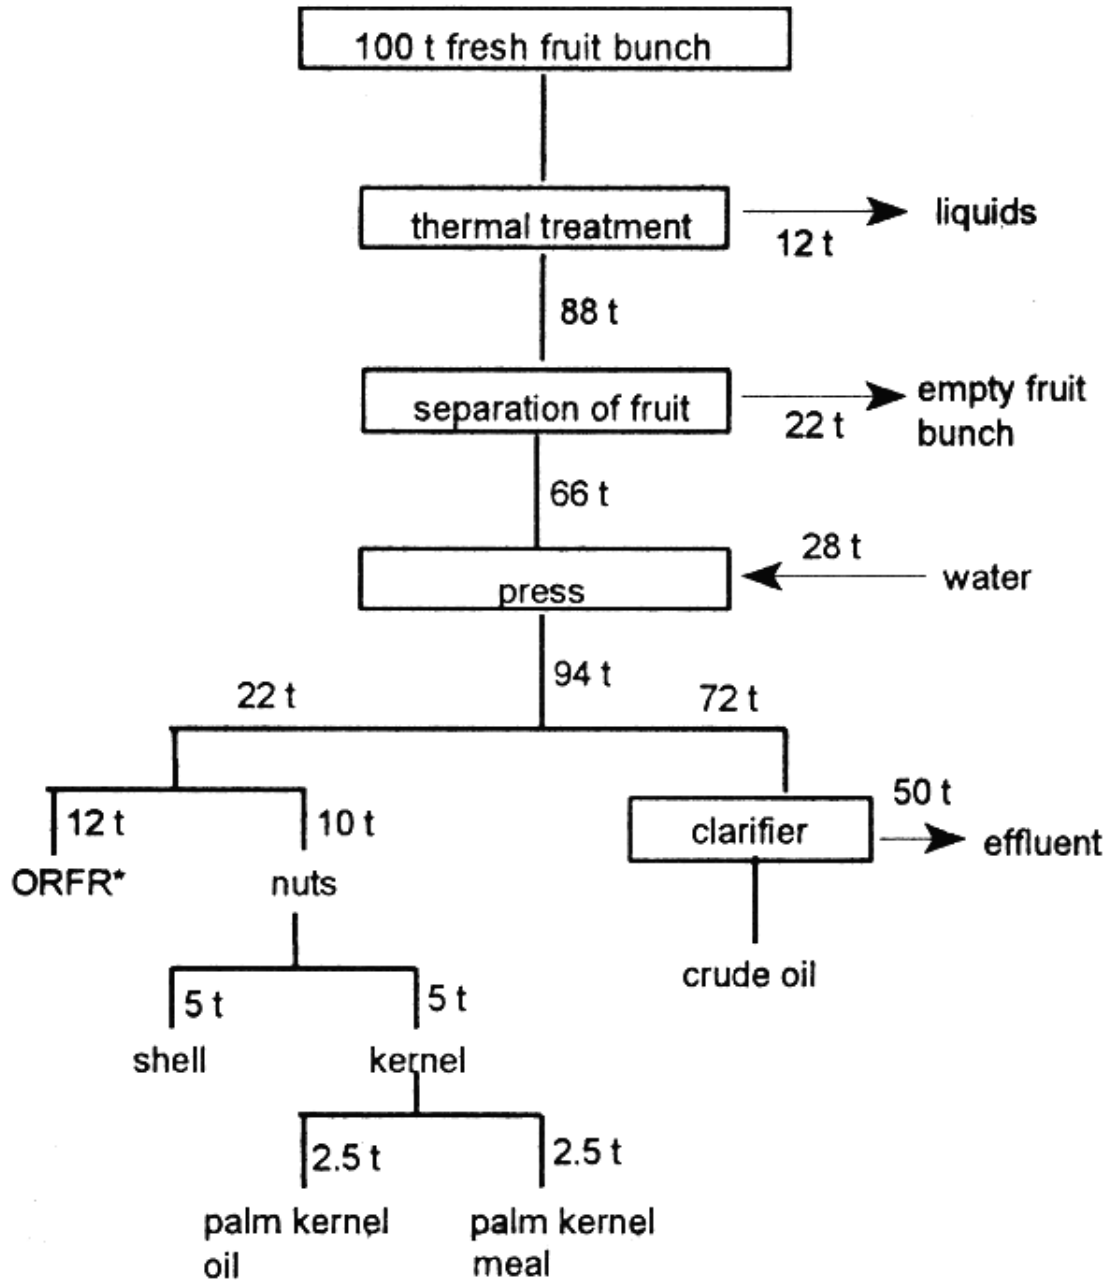 100 t fresh fruit bunch
thermal treatment
liquids
12 t
88 t
separation of fruit
empty fruit
bunch
22 t
66 t
press
28 t
water
94 t
22 t
72 t
12 t
10 t
ORFR*
nuts
clarifier
50 t
effluent
crude oil
5 t
5 t
shell
kernel
2.5 t
2.5 t
palm kernel
oil
palm kernel
meal